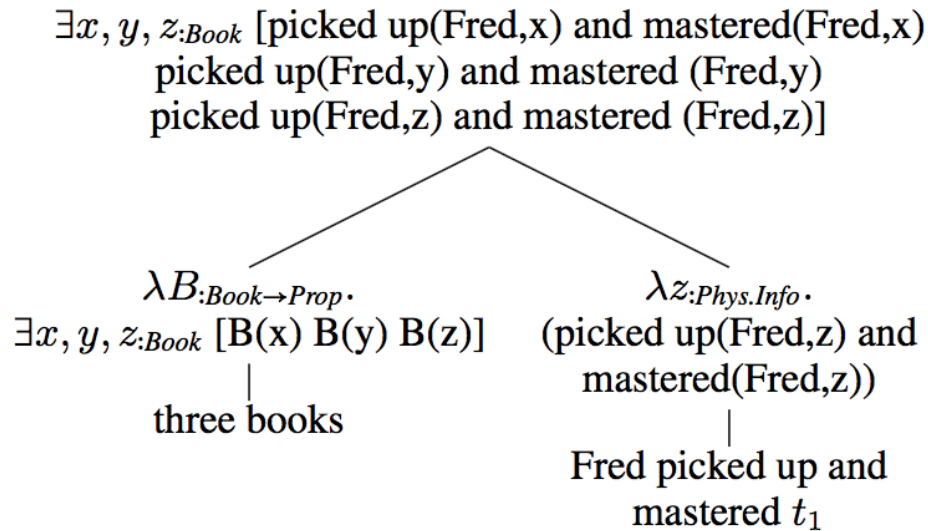 ∃x, y, z:Book [picked up(Fred,x) and mastered(Fred,x)
picked up(Fred,y) and mastered (Fred,y)
picked up(Fred,z) and mastered (Fred,z)]
λB:Book→Prop.
∃x, y, z:Book [B(x) B(y) B(z)]
three books
λz:Phys.Info.
(picked up(Fred,z) and
mastered(Fred,z))
Fred picked up and
mastered t₁